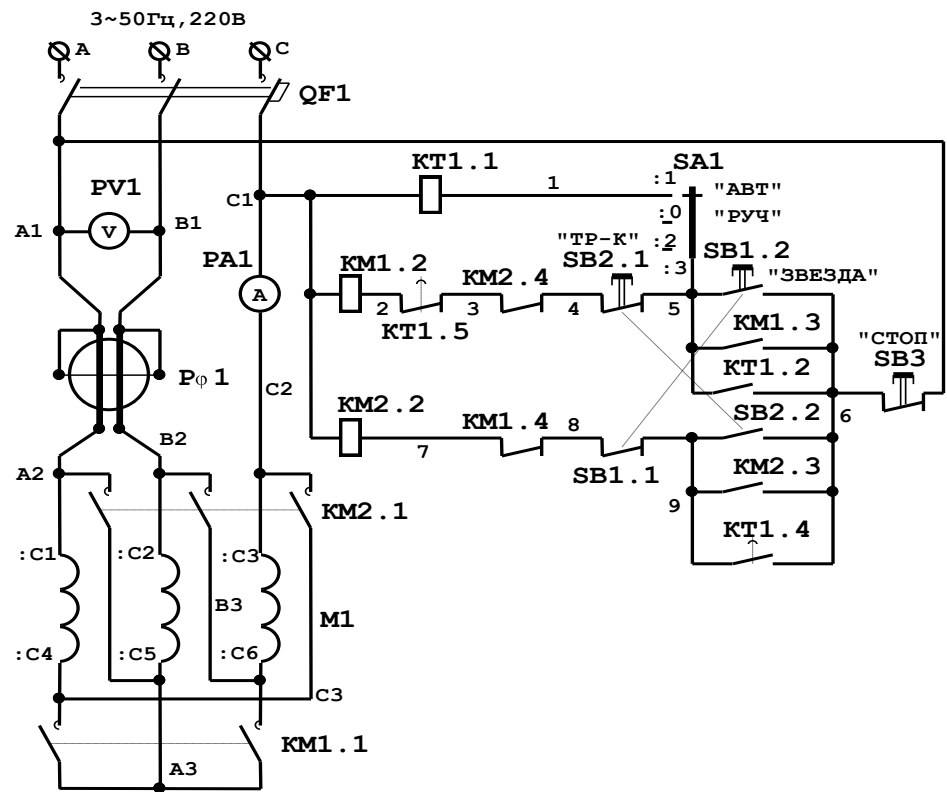 3~50Гц,220В
A B C
QF1
KT1.1 SA1
PV1 1 :1 "АВТ"
C1 :0 "РУЧ"
A1 V B1 "ТР-К" :2
PA1 KM1.2 KM2.4 SB2.1 :3 SB1.2
A "ЗВЕЗДА"
2 3 4 5
KT1.5 KM1.3
"СТОП"
KT1.2 SB3
Pφ1 C2
KM2.2 KM1.4 8 SB2.2 6
B2 7
A2 SB1.1 KM2.3
9
KM2.1 KT1.4
:C1 :C2 :C3
B3 M1
:C4 :C5 :C6
C3
KM1.1
A3